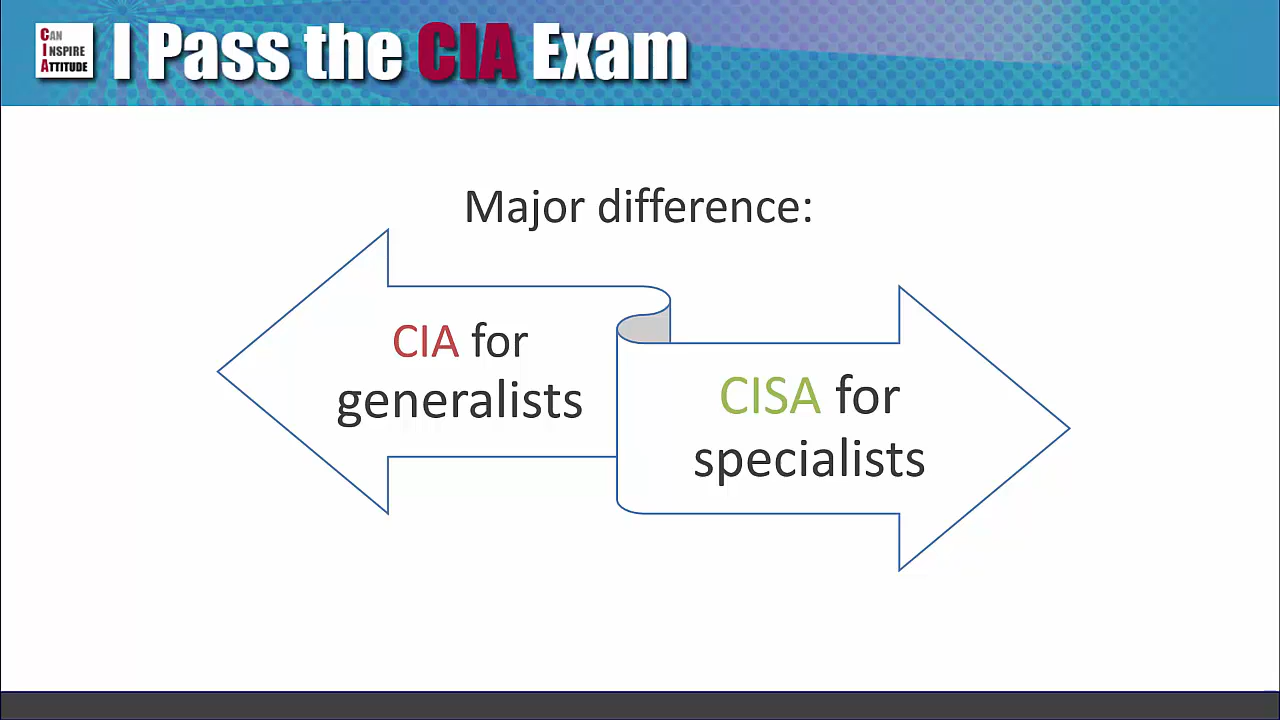 CAN
INSPIRE
ATTITUDE
I Pass the CIA Exam
Major difference:
CIA for
generalists
CISA for
specialists